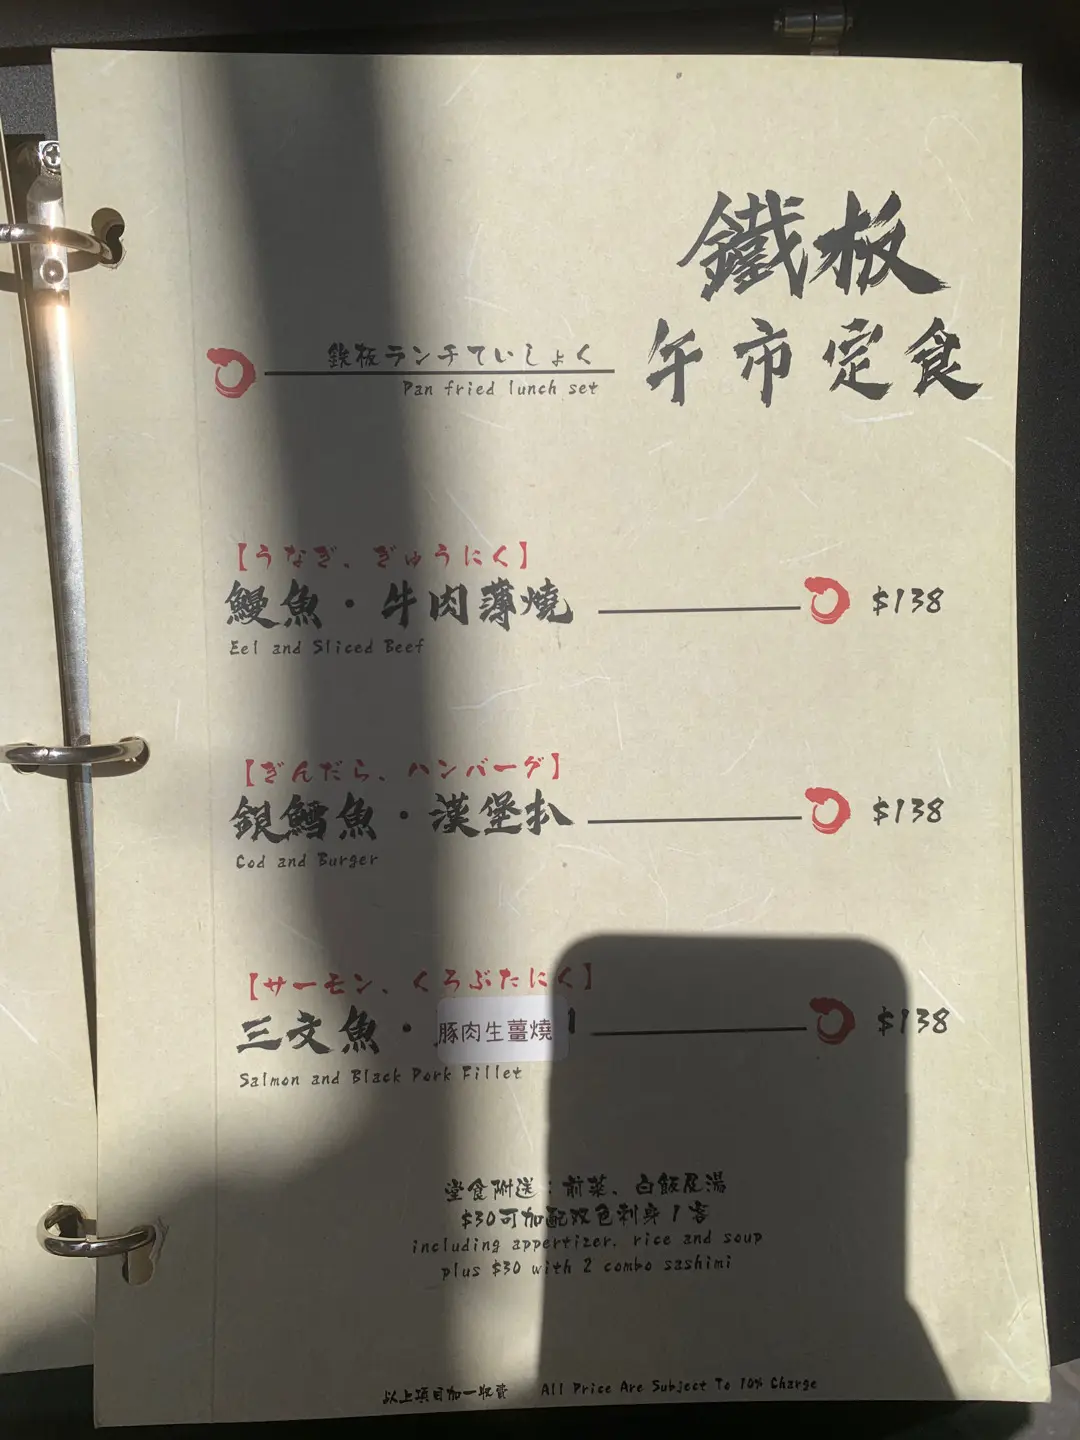 鐵板
午市定食
鉄板ランチていしょく
Pan fried lunch set
【うなぎ、ぎゅうにく】
鰻魚·牛肉薄燒 $138
Eel and Sliced Beef
【ぎんだら、ハンバーグ】
銀鱈魚·漢堡扒 $138
Cod and Burger
【サーモン、くろぶたにく】
三文魚· 豚肉生薑燒 $138
Salmon and Black Pork Fillet
堂食附送：前菜、白飯及湯
$30可加配双色刺身1客
including appertizer. rice and soup
plus $30 with 2 combo sashimi
以上項目加一收費 All Price Are Subject To 10% Charge